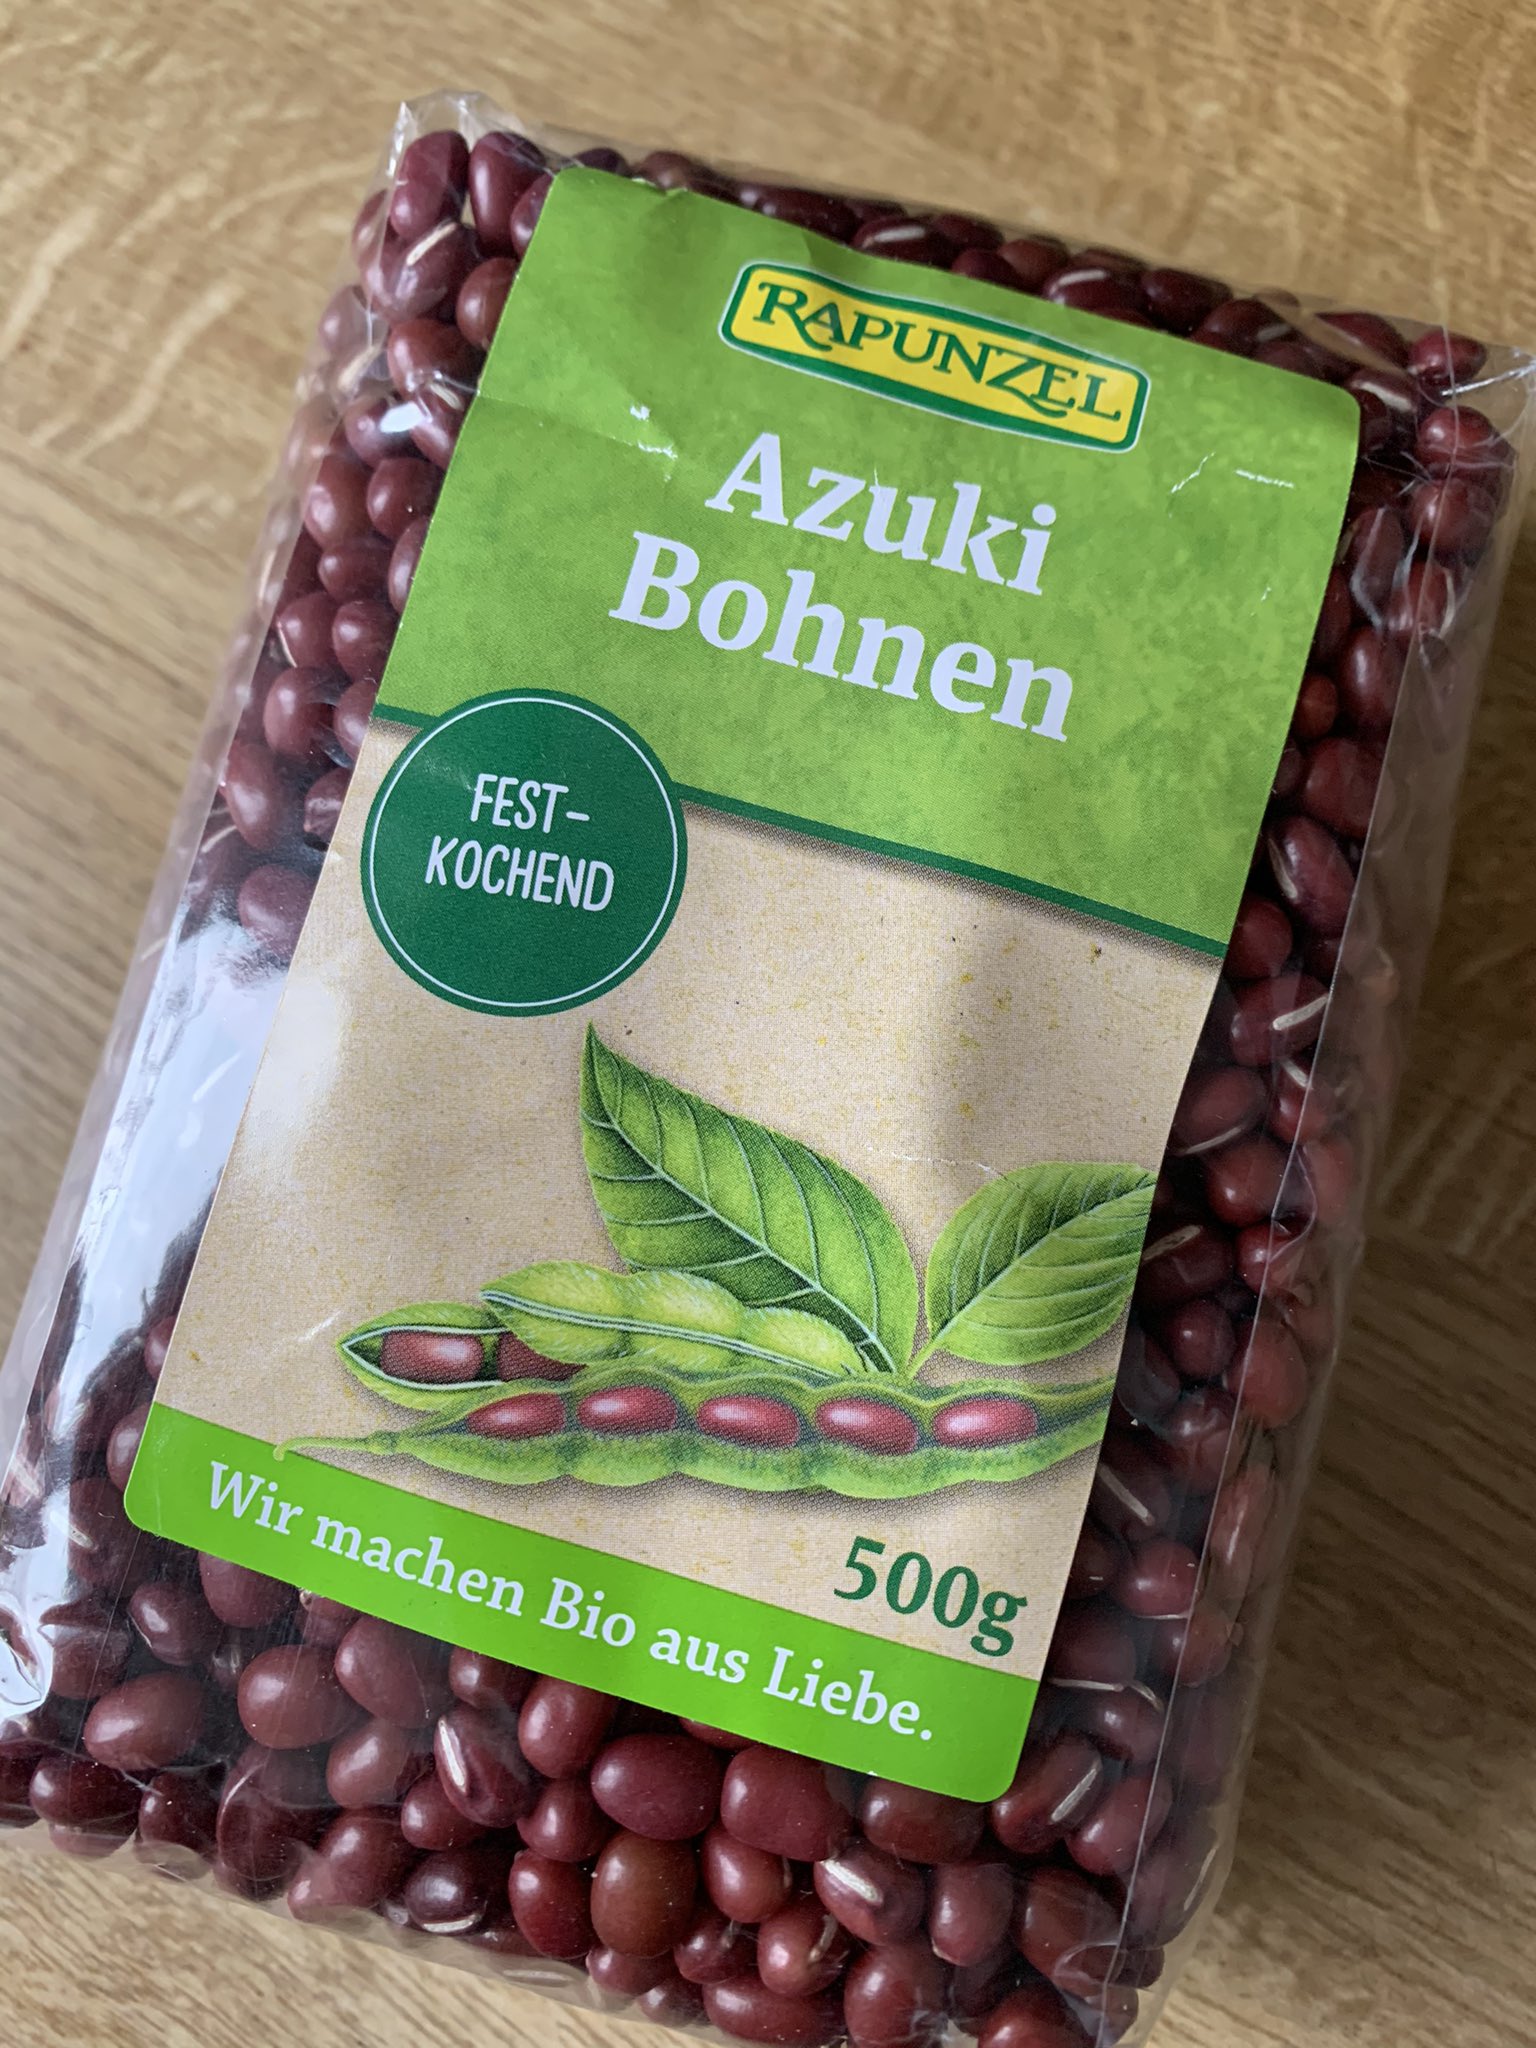 RAPUNZEL
Azuki
Bohnen
FEST-
KOCHEND
500g
Wir machen Bio aus Liebe.